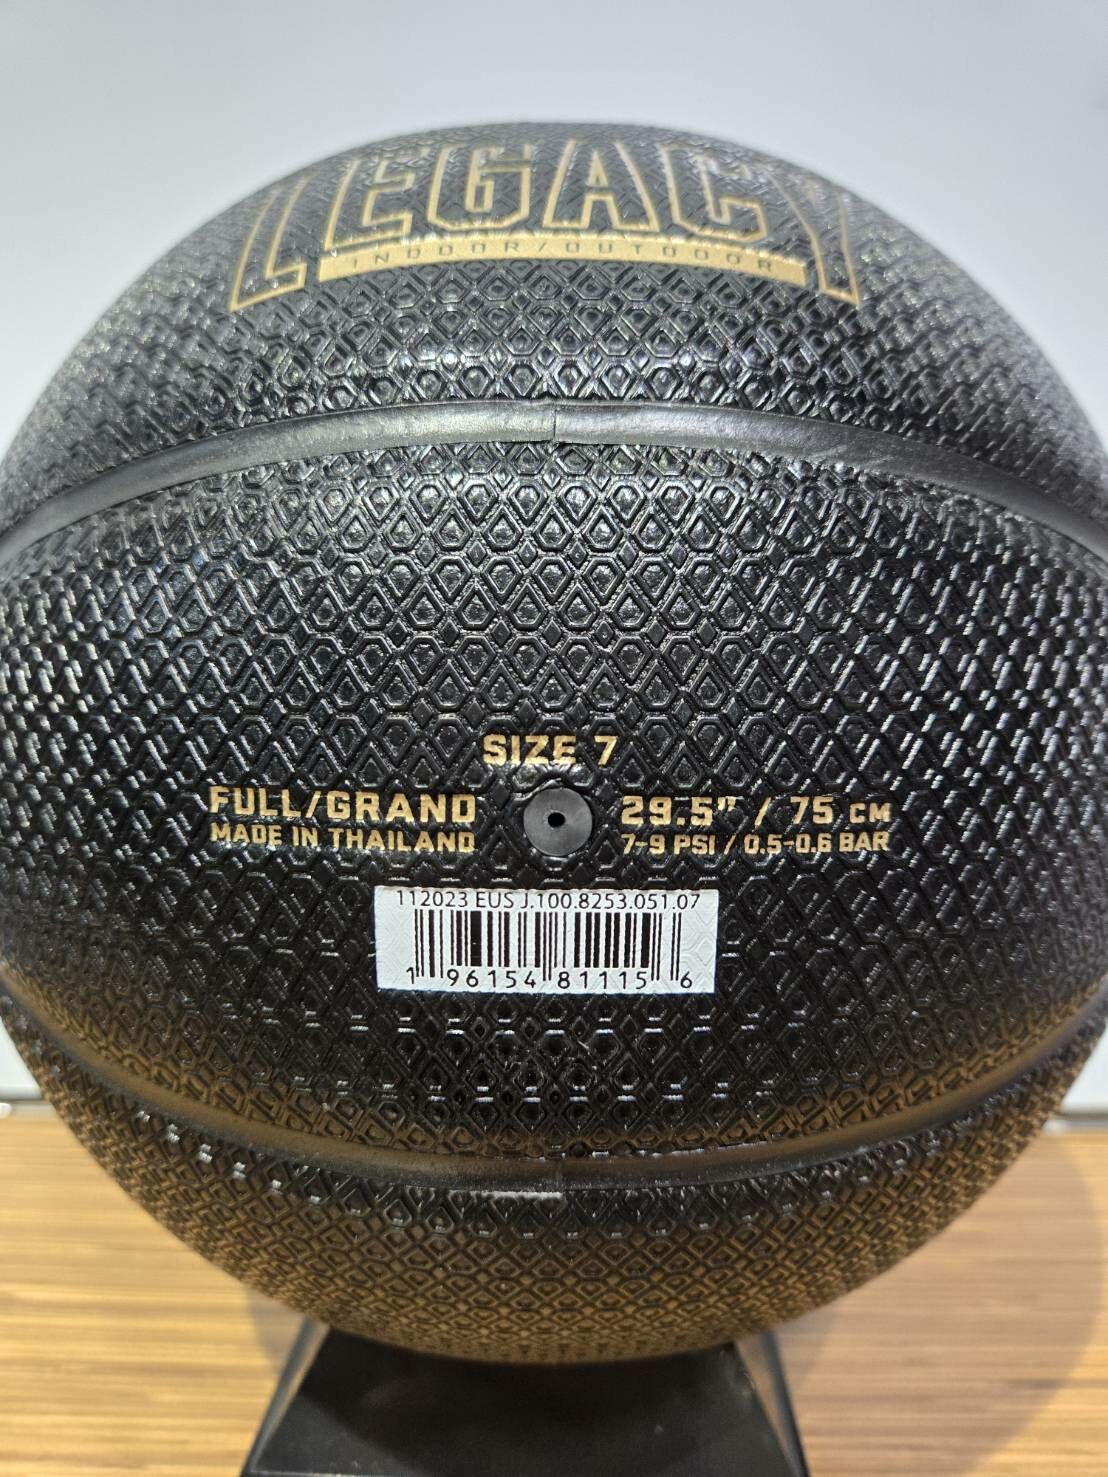 LEGACY
INDOOR/OUTDOOR
SIZE 7
FULL/GRAND 29.5" / 75 CM
MADE IN THAILAND 7-9 PSI / 0.5-0.6 BAR
112023 EUS J.100.8253.051.07
1 96154 81115 6